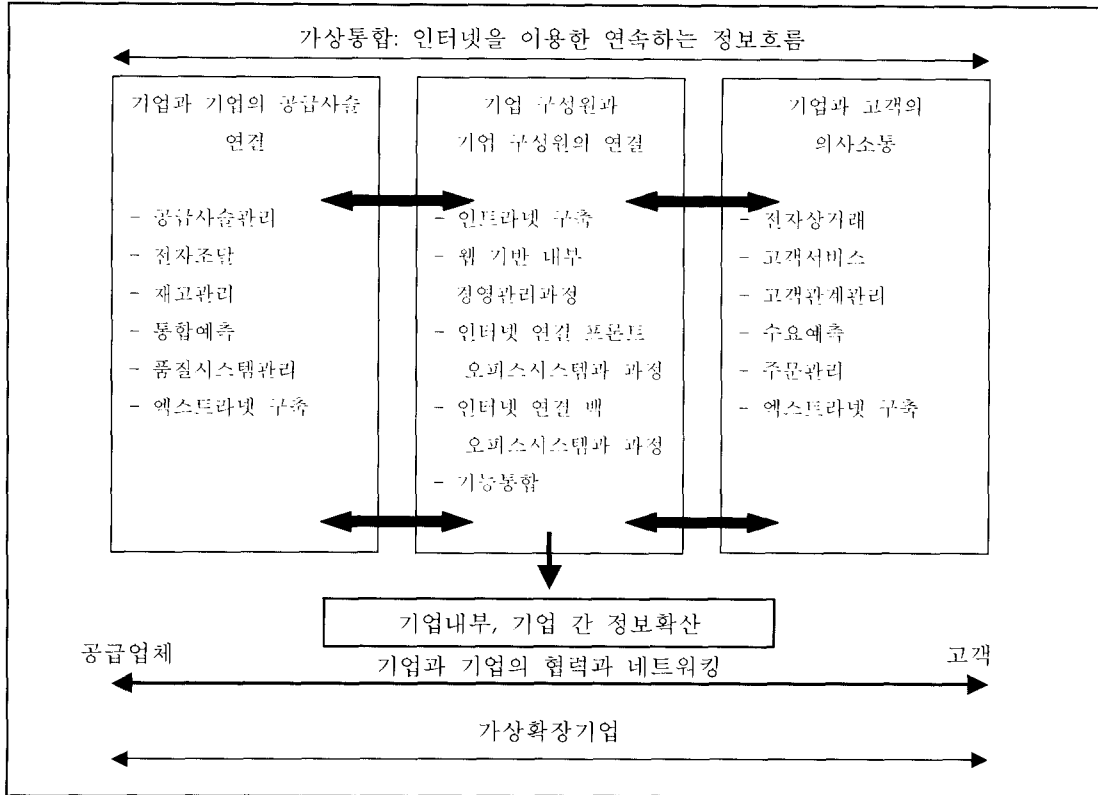 가상통합: 인터넷을 이용한 연속하는 정보흐름
기업과 기업의 공급사슬
연결
- 공급사슬관리
- 전자조달
- 재고관리
- 통합예측
- 품질시스템관리
- 엑스트라넷 구축
기업 구성원과
기업 구성원의 연결
- 인트라넷 구축
- 웹 기반 내부
경영관리과정
- 인터넷 연결 프론트
오피스시스템과 과정
- 인터넷 연결 백
오피스시스템과 과정
- 기능통합
기업과 고객의
의사소통
- 전자상거래
- 고객서비스
- 고객관계관리
- 수요예측
- 주문관리
- 엑스트라넷 구축
기업내부, 기업 간 정보확산
공급업체
기업과 기업의 협력과 네트워킹
고객
가상확장기업